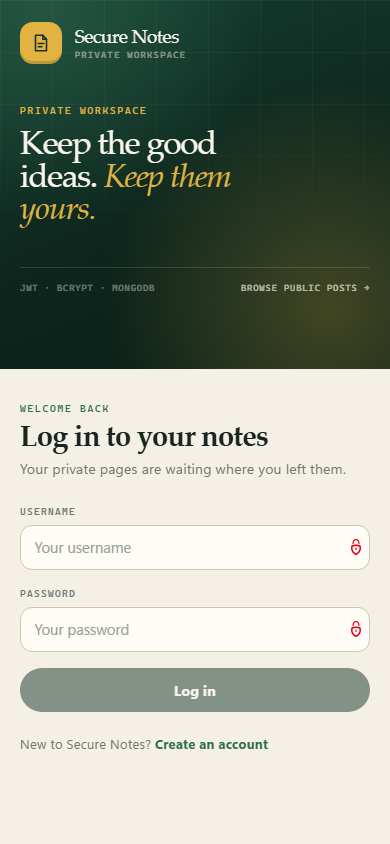 Secure Notes
PRIVATE WORKSPACE
PRIVATE WORKSPACE
Keep the good
ideas. Keep them
yours.
JWT · BCRYPT · MONGODB
BROWSE PUBLIC POSTS →
WELCOME BACK
Log in to your notes
Your private pages are waiting where you left them.
USERNAME
Your username
PASSWORD
Your password
Log in
New to Secure Notes? Create an account